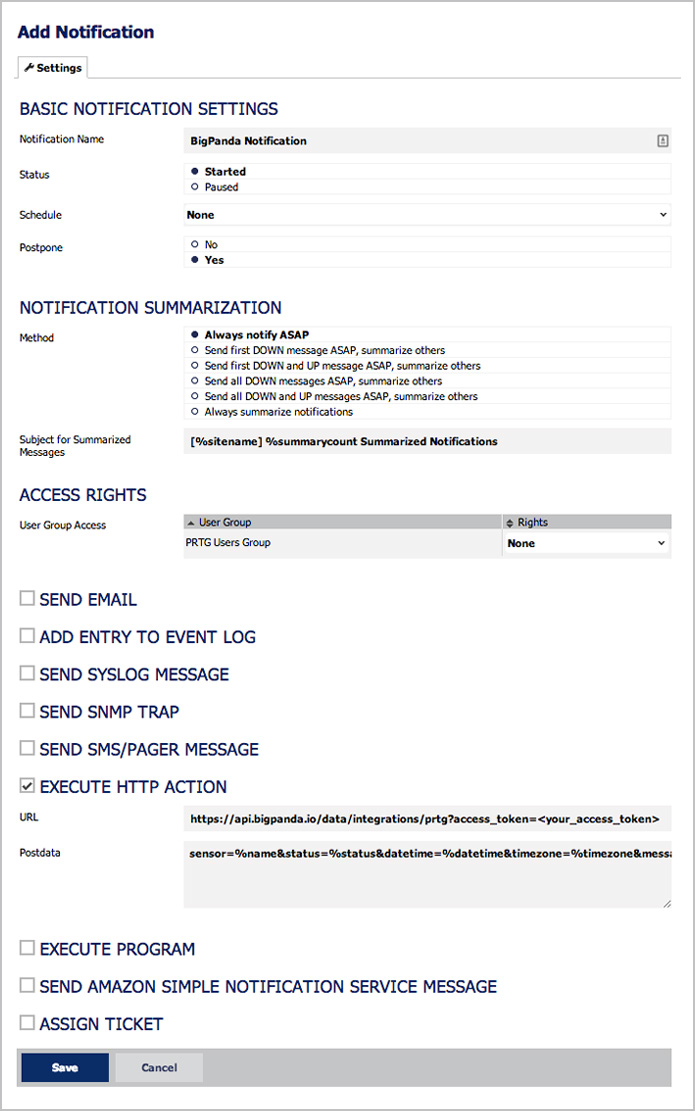 Add Notification
Settings
BASIC NOTIFICATION SETTINGS
Notification Name
BigPanda Notification
Status
Started
Paused
Schedule
None
Postpone
No
Yes
NOTIFICATION SUMMARIZATION
Method
Always notify ASAP
Send first DOWN message ASAP, summarize others
Send first DOWN and UP message ASAP, summarize others
Send all DOWN messages ASAP, summarize others
Send all DOWN and UP messages ASAP, summarize others
Always summarize notifications
Subject for Summarized
Messages
[%sitename] %summarycount Summarized Notifications
ACCESS RIGHTS
User Group Access
User Group
Rights
PRTG Users Group
None
SEND EMAIL
ADD ENTRY TO EVENT LOG
SEND SYSLOG MESSAGE
SEND SNMP TRAP
SEND SMS/PAGER MESSAGE
EXECUTE HTTP ACTION
URL
https://api.bigpanda.io/data/integrations/prtg?access_token=<your_access_token>
Postdata
sensor=%name&status=%status&datetime=%datetime&timezone=%timezone&messa
EXECUTE PROGRAM
SEND AMAZON SIMPLE NOTIFICATION SERVICE MESSAGE
ASSIGN TICKET
Save
Cancel